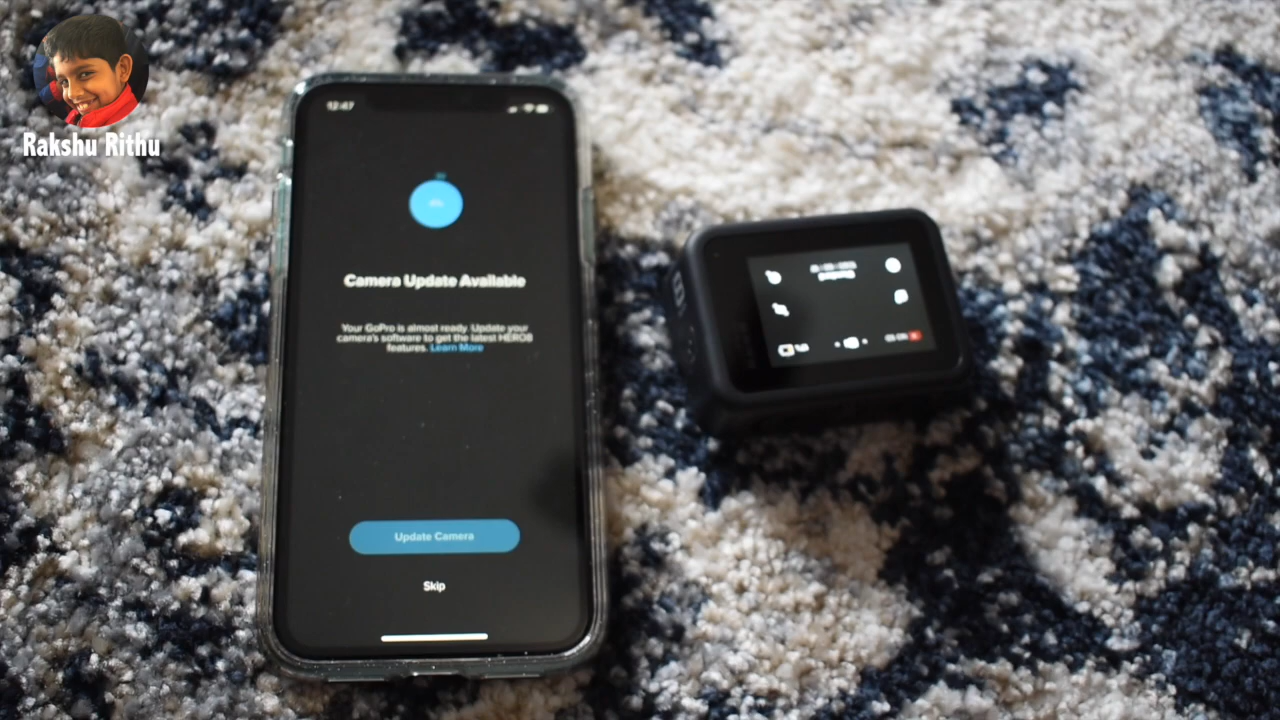 Rakshu Rithu
12:47
Camera Update Available
Your GoPro is almost ready. Update your
camera's software to get the latest HERO8
features. Learn More
Update Camera
Skip